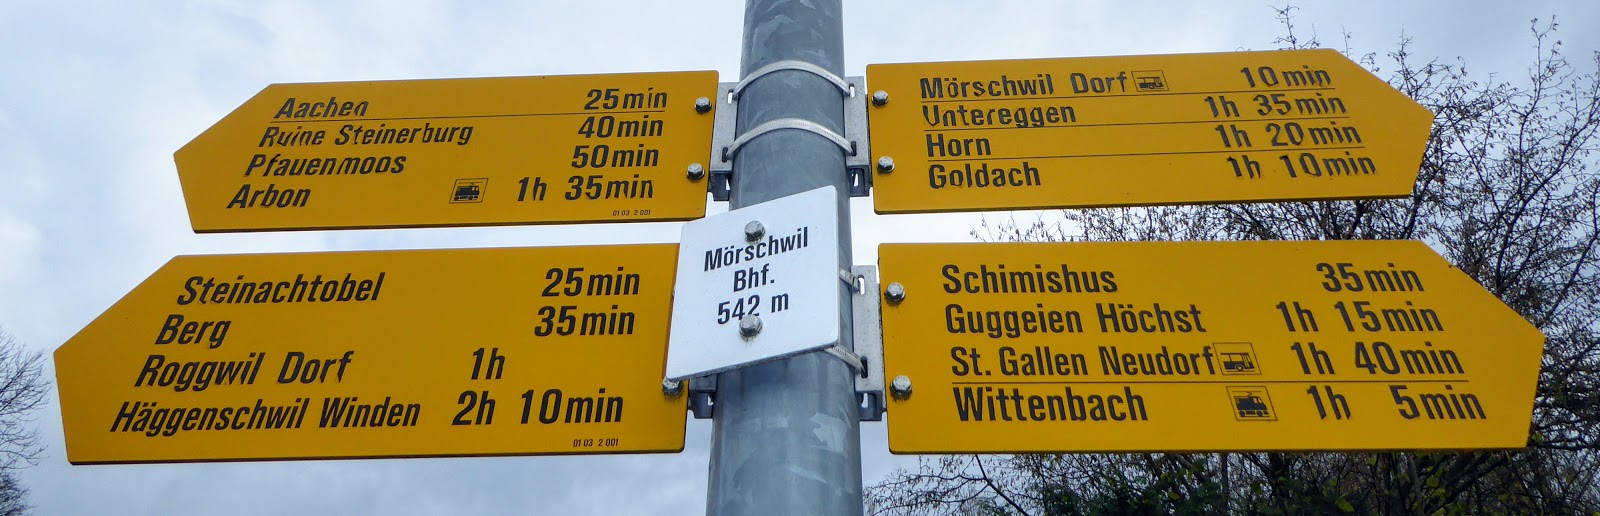 Aachen 25min
Ruine Steinerburg 40min
Pfauenmoos 50min
Arbon 1h 35min
01 03 2 001
Mörschwil Dorf 10min
Untereggen 1h 35min
Horn 1h 20min
Goldach 1h 10min
Mörschwil
Bhf.
542 m
Steinachtobel 25min
Berg 35min
Roggwil Dorf 1h
Häggenschwil Winden 2h 10min
01 03 2 001
Schimishus 35min
Guggeien Höchst 1h 15min
St. Gallen Neudorf 1h 40min
Wittenbach 1h 5min